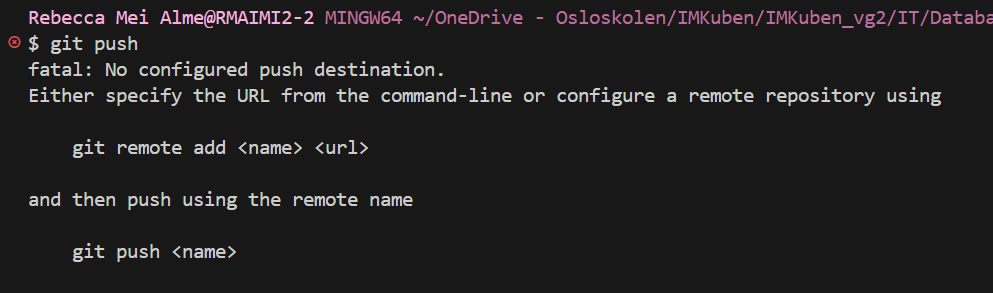 Rebecca Mei Alme@RMAIMI2-2 MINGW64 ~/OneDrive - Osloskolen/IMKuben/IMKuben_vg2/IT/Databa
$ git push
fatal: No configured push destination.
Either specify the URL from the command-line or configure a remote repository using
git remote add <name> <url>
and then push using the remote name
git push <name>